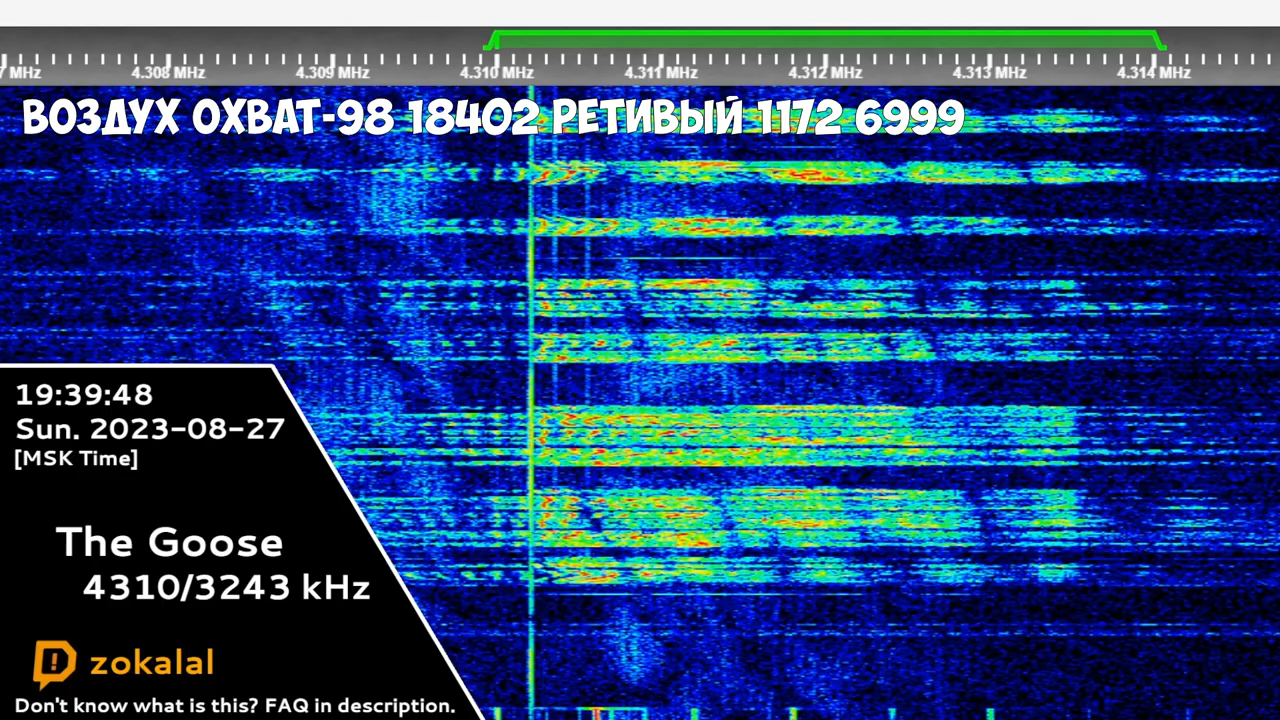 7 MHz 4.308 MHz 4.309 MHz 4.310 MHz 4.311 MHz 4.312 MHz 4.313 MHz 4.314 MHz
ВОЗДУХ ОХВАТ-98 18402 РЕТИВЫЙ 1172 6999
19:39:48
Sun. 2023-08-27
[MSK Time]
The Goose
4310/3243 kHz
zokalal
Don't know what is this? FAQ in description.